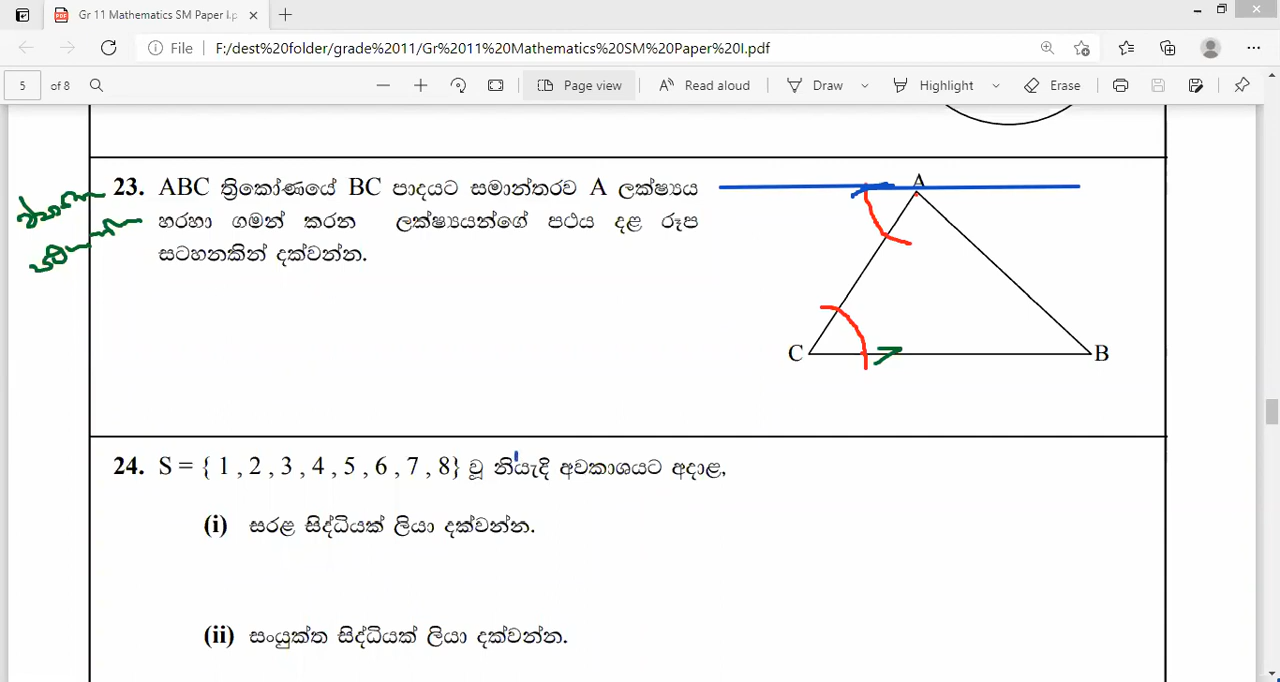 Gr 11 Mathematics SM Paper I.p
File F:/dest%20folder/grade%2011/Gr%2011%20Mathematics%20SM%20Paper%20I.pdf
5 of 8 Page view Read aloud Draw Highlight Erase
23. ABC ත්‍රිකෝණයේ BC පාදයට සමාන්තරව A ලක්ෂ්‍යය
හරහා ගමන් කරන ලක්ෂ්‍යයන්ගේ පථය දළ රූප
සටහනකින් දක්වන්න.
A
C B
24. S = { 1 , 2 , 3 , 4 , 5 , 6 , 7 , 8} වූ නියැදි අවකාශයට අදාළ,
(i) සරළ සිද්ධියක් ලියා දක්වන්න.
(ii) සංයුක්ත සිද්ධියක් ලියා දක්වන්න.